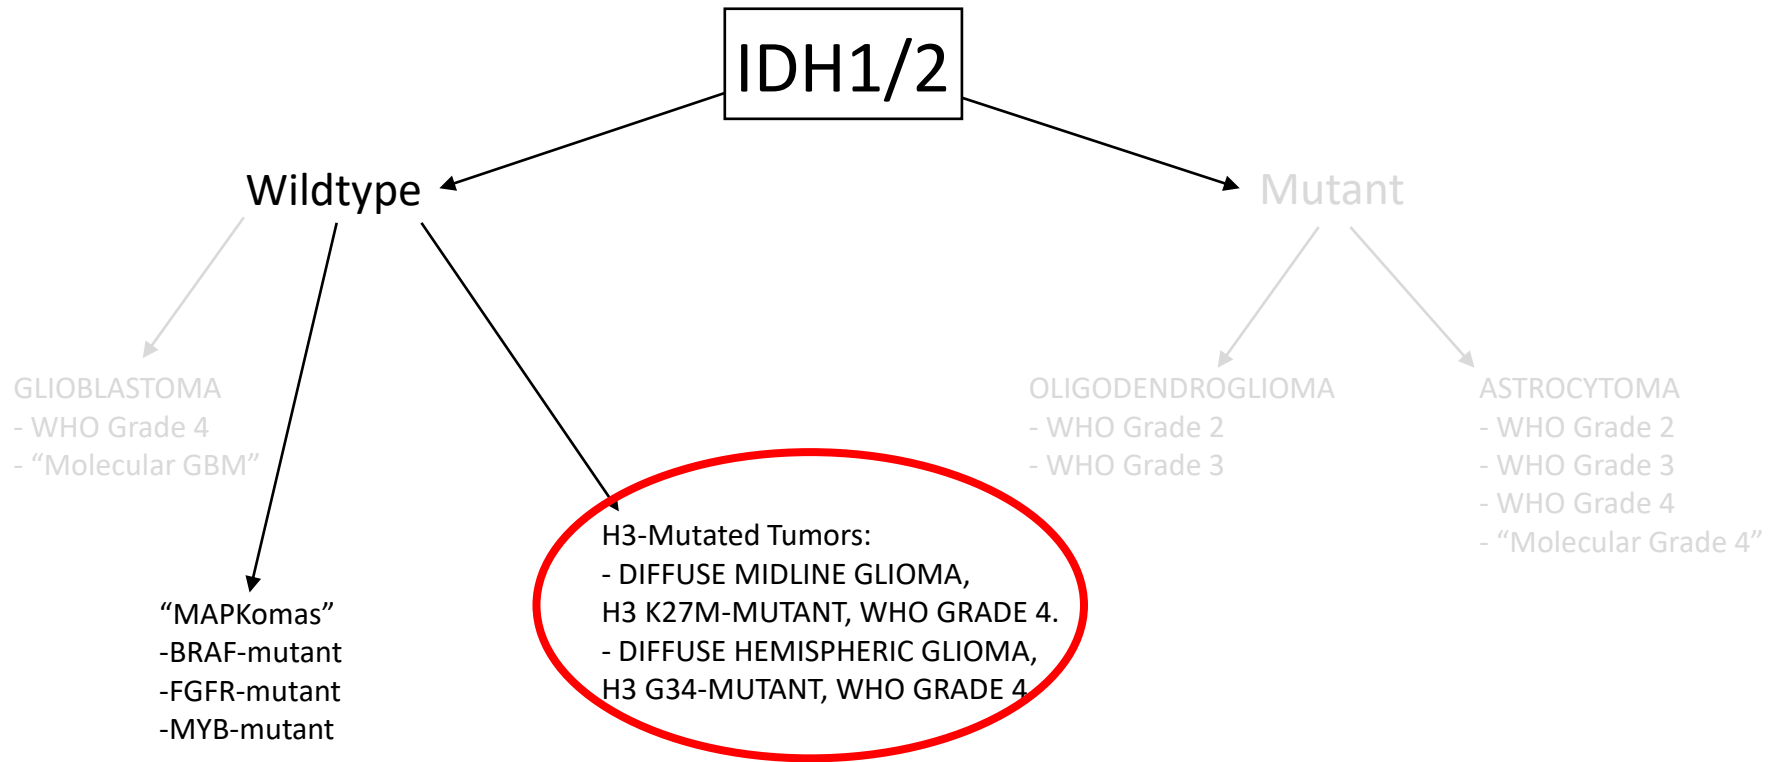 IDH1/2
Wildtype
Mutant
GLIOBLASTOMA
- WHO Grade 4
- “Molecular GBM”
“MAPKomas”
-BRAF-mutant
-FGFR-mutant
-MYB-mutant
H3-Mutated Tumors:
- DIFFUSE MIDLINE GLIOMA,
H3 K27M-MUTANT, WHO GRADE 4.
- DIFFUSE HEMISPHERIC GLIOMA,
H3 G34-MUTANT, WHO GRADE 4
OLIGODENDROGLIOMA
- WHO Grade 2
- WHO Grade 3
ASTROCYTOMA
- WHO Grade 2
- WHO Grade 3
- WHO Grade 4
- “Molecular Grade 4”